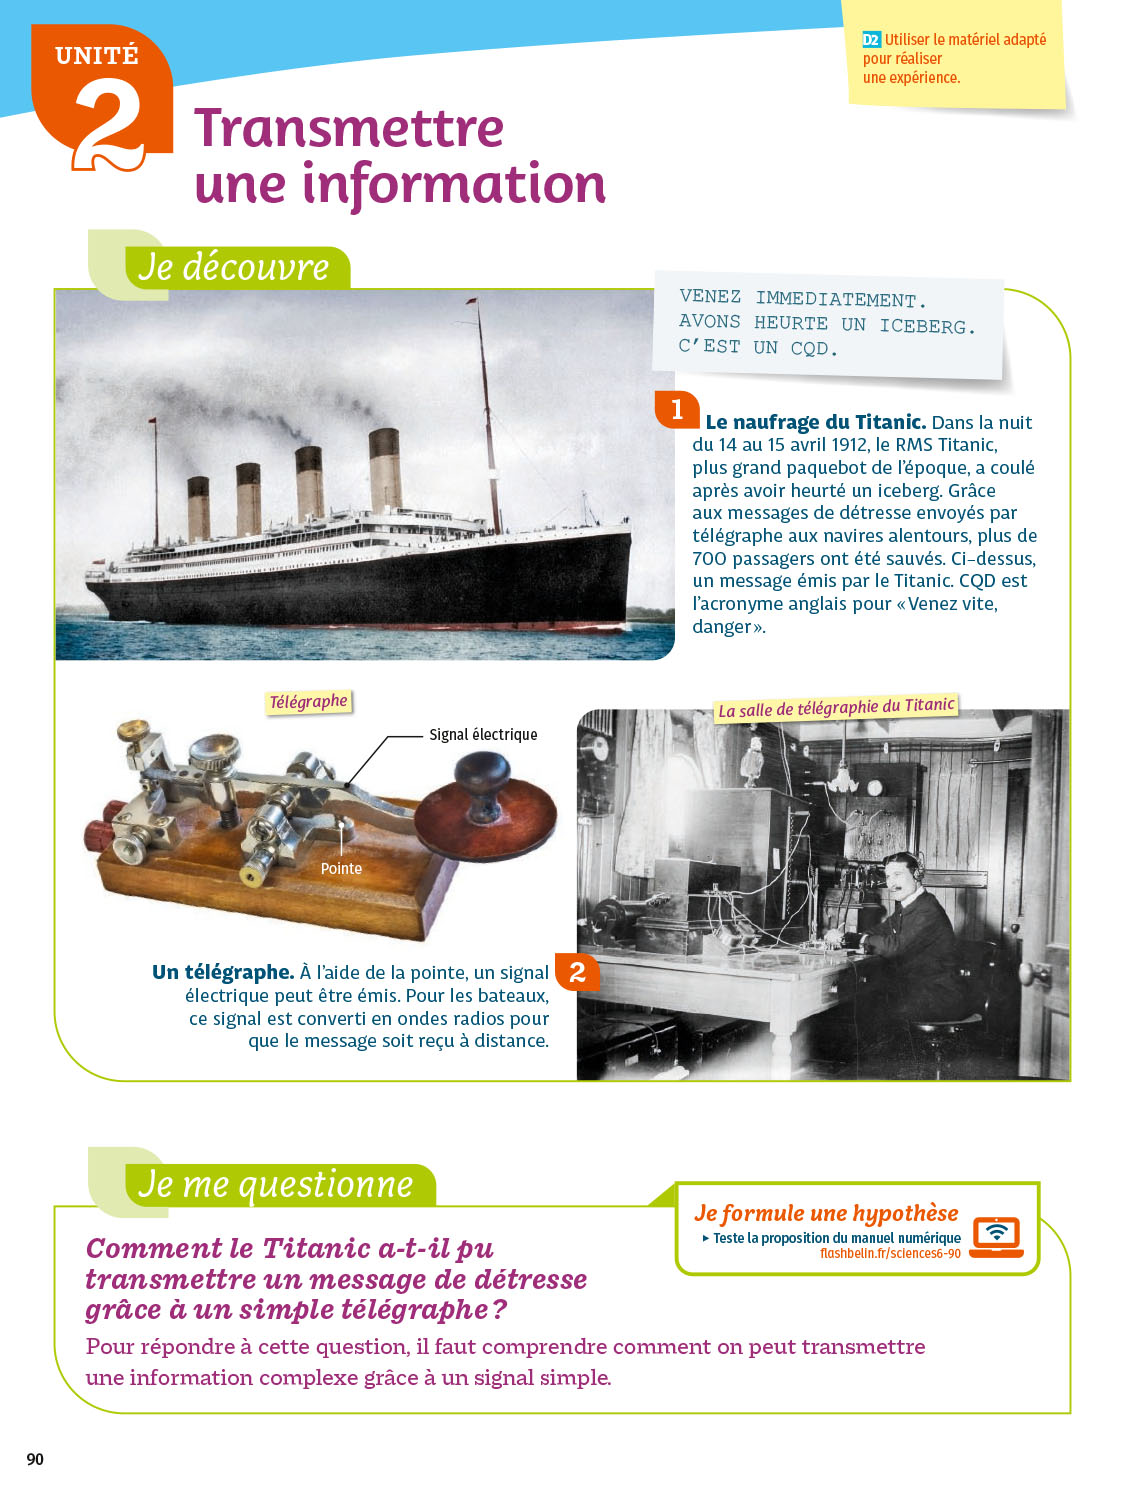 UNITÉ
2
D2 Utiliser le matériel adapté
pour réaliser
une expérience.
Transmettre
une information
Je découvre
VENEZ IMMEDIATEMENT.
AVONS HEURTE UN ICEBERG.
C'EST UN CQD.
1
Le naufrage du Titanic. Dans la nuit
du 14 au 15 avril 1912, le RMS Titanic,
plus grand paquebot de l'époque, a coulé
après avoir heurté un iceberg. Grâce
aux messages de détresse envoyés par
télégraphe aux navires alentours, plus de
700 passagers ont été sauvés. Ci-dessus,
un message émis par le Titanic. CQD est
l'acronyme anglais pour « Venez vite,
danger ».
Télégraphe
Signal électrique
Pointe
La salle de télégraphie du Titanic
Un télégraphe. À l'aide de la pointe, un signal
électrique peut être émis. Pour les bateaux,
ce signal est converti en ondes radios pour
que le message soit reçu à distance.
2
Je me questionne
Comment le Titanic a-t-il pu
transmettre un message de détresse
grâce à un simple télégraphe ?
Pour répondre à cette question, il faut comprendre comment on peut transmettre
une information complexe grâce à un signal simple.
Je formule une hypothèse
▸ Teste la proposition du manuel numérique
flashbelin.fr/sciences6-90
90